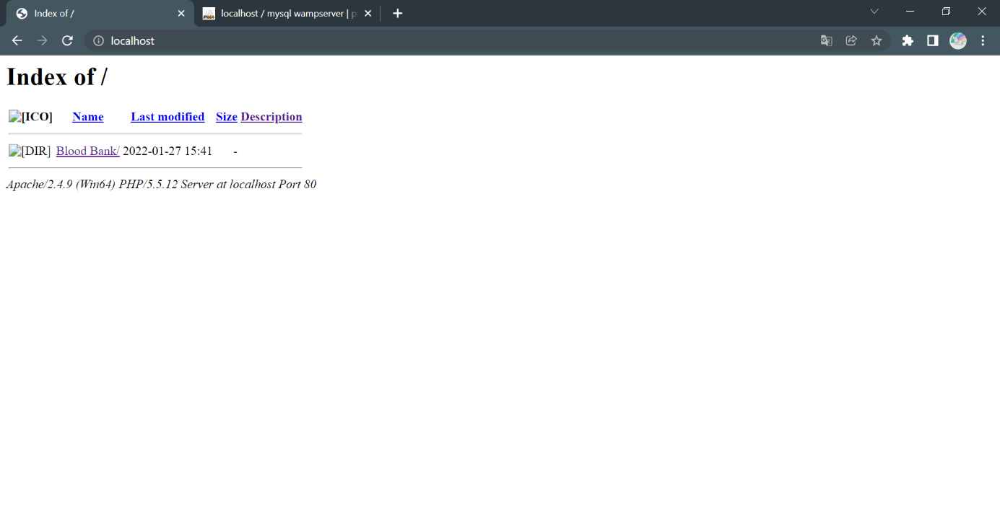 Index of /
localhost / mysql wampserver | p
localhost
Index of /
[ICO] Name Last modified Size Description
[DIR] Blood Bank/ 2022-01-27 15:41 -
Apache/2.4.9 (Win64) PHP/5.5.12 Server at localhost Port 80